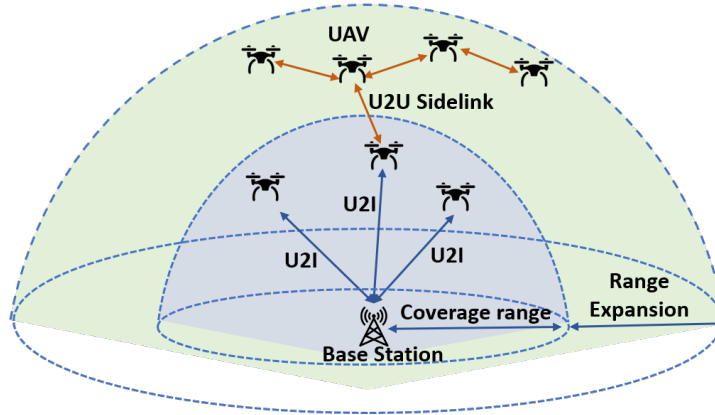 UAV
U2U Sidelink
U2I
U2I
U2I
Range
Expansion
Coverage range
Base Station